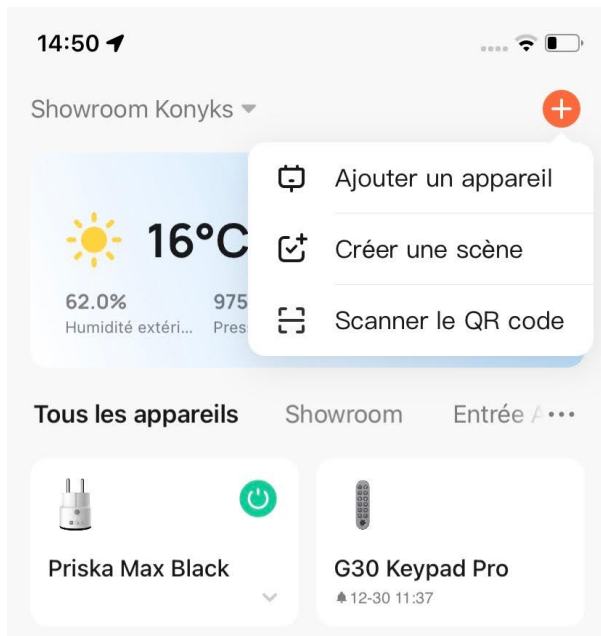 14:50
Showroom Konyks
Ajouter un appareil
16°C
Créer une scène
62.0% 975
Humidité extéri... Pres
Scanner le QR code
Tous les appareils Showroom Entrée
Priska Max Black
G30 Keypad Pro
12-30 11:37